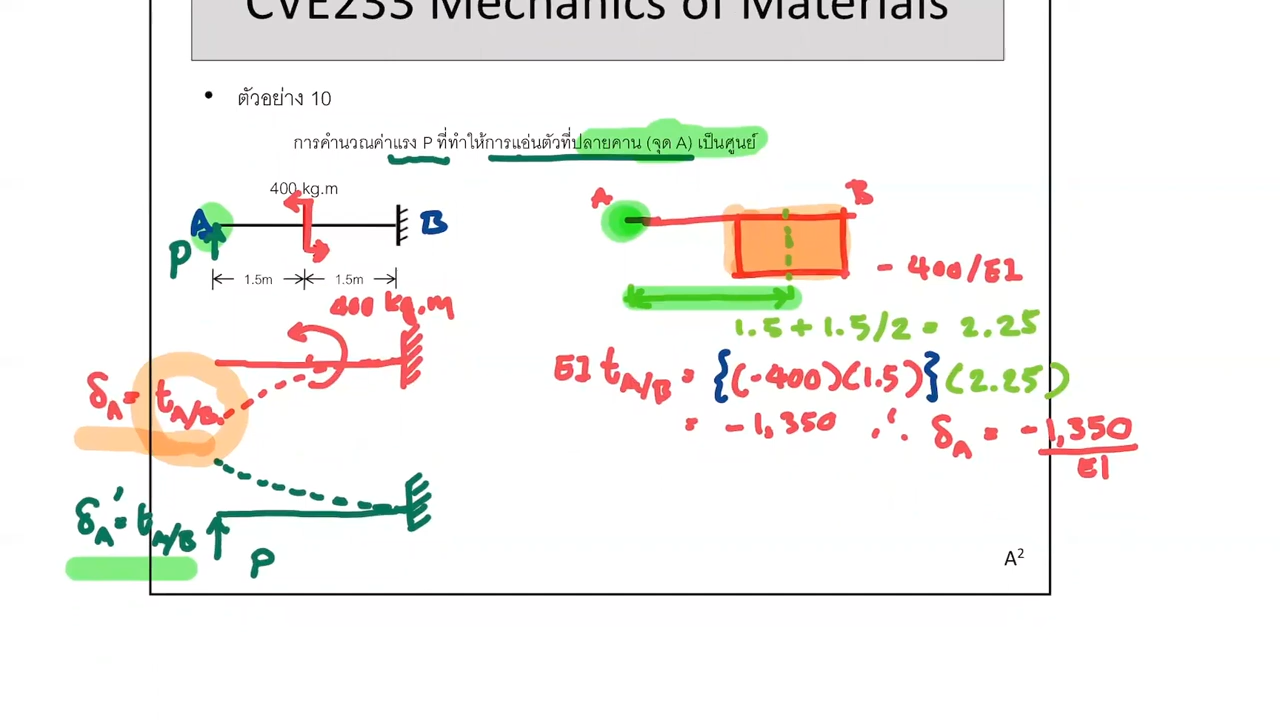 CVE233 Mechanics of Materials
• ตัวอย่าง 10
การคำนวณค่าแรง P ที่ทำให้การแอ่นตัวที่ปลายคาน (จุด A) เป็นศูนย์
400 kg.m
A
B
P
1.5m
1.5m
A
B
- 400/EI
1.5 + 1.5/2 = 2.25
400 kg.m
δA = tA/B
EI tA/B = {(-400)(1.5)}(2.25)
= -1,350 ∴ δA = -1,350/EI
δA' = tA/B
P
A²